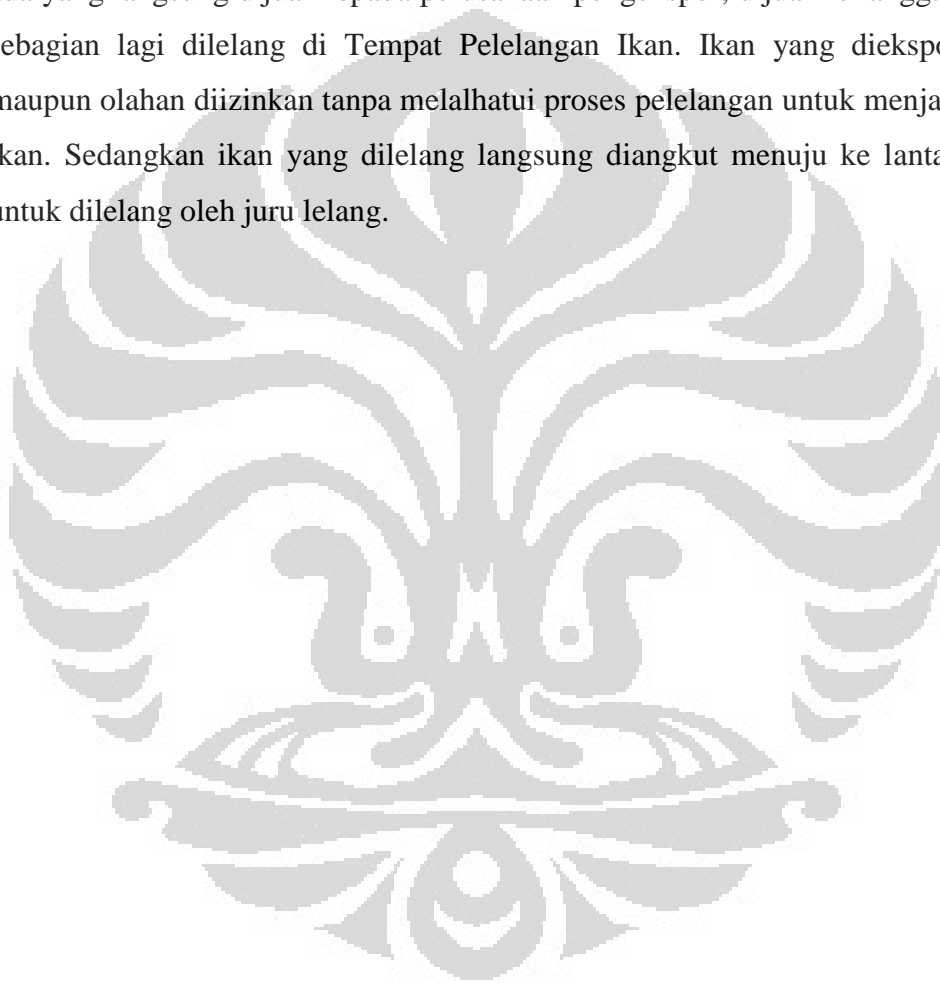 ebagian lagi dilelang di Tempat Pelelangan Ikan. Ikan yang diekspo
maupun olahan diizinkan tanpa melalhatui proses pelelangan untuk menja
kan. Sedangkan ikan yang dilelang langsung diangkut menuju ke lanta
untuk dilelang oleh juru lelang.